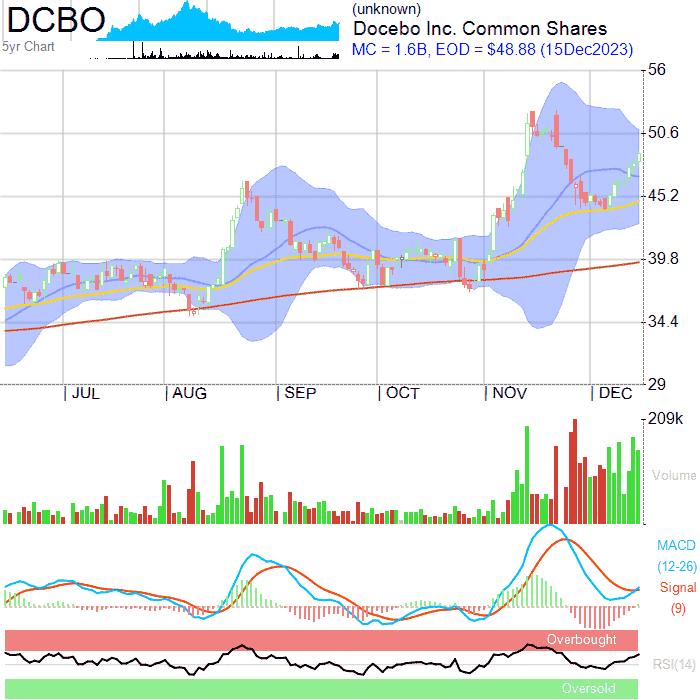 DCBO
5yr Chart
(unknown)
Docebo Inc. Common Shares
MC = 1.6B, EOD = $48.88 (15Dec2023)
56
50.6
45.2
39.8
34.4
29
JUL AUG SEP OCT NOV DEC
209k
Volume
MACD
(12-26)
Signal
(9)
Overbought
RSI(14)
Oversold